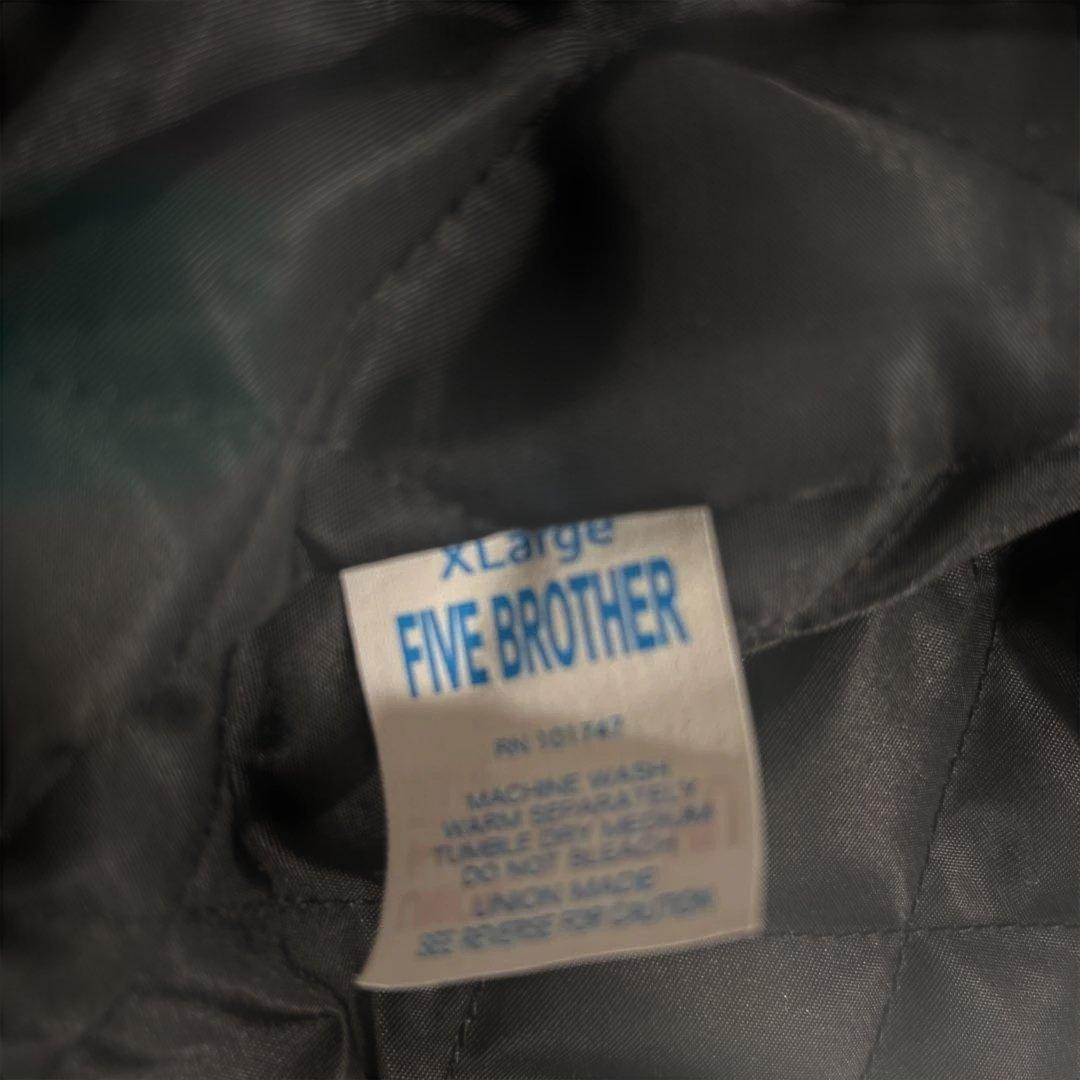 XLarge
FIVE BROTHER
RN 101747
MACHINE WASH
WARM SEPARATELY
TUMBLE DRY MEDIUM
DO NOT BLEACH
UNION MADE
SEE REVERSE FOR CAUTION